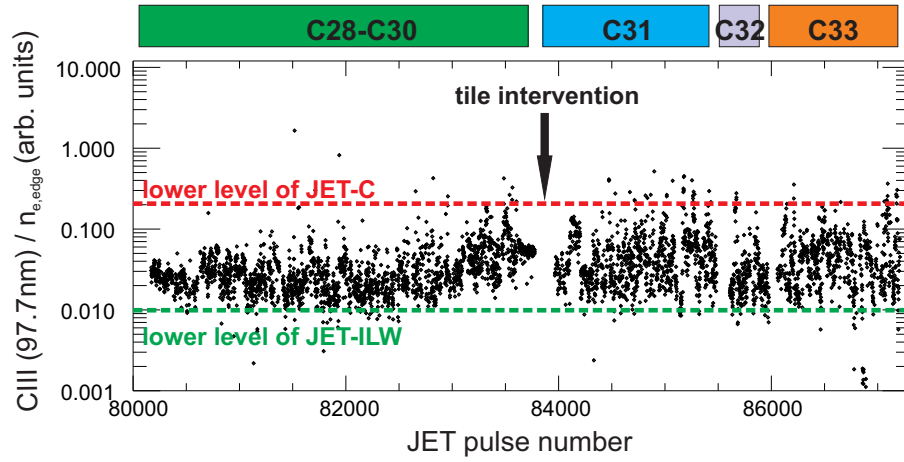 C28-C30 C31 C32 C33
CIII (97.7nm) / n_e,edge (arb. units)
10.000
1.000
0.100
0.010
0.001
tile intervention
lower level of JET-C
lower level of JET-ILW
80000 82000 84000 86000
JET pulse number